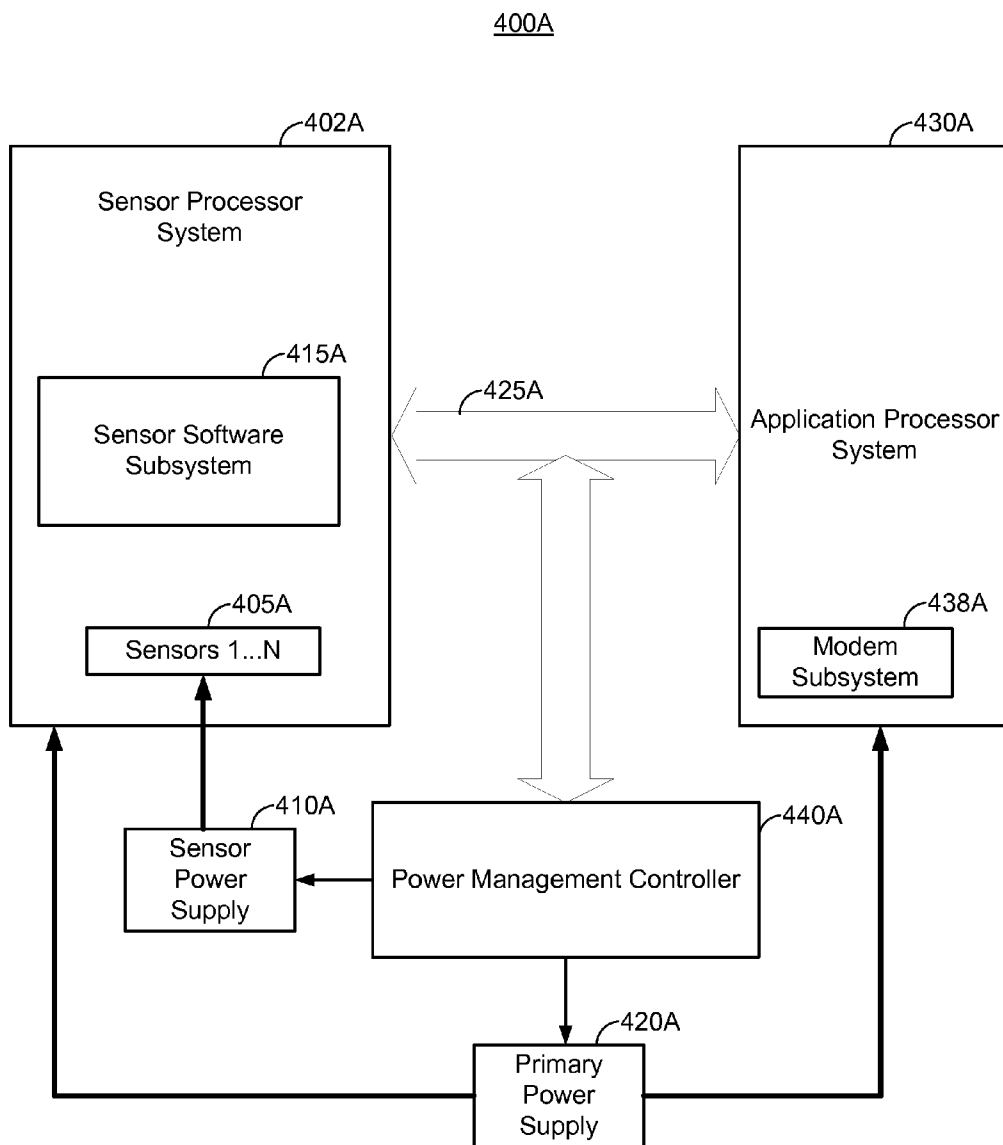 400A
402A
430A
Sensor Processor
System
415A
Sensor Software
Subsystem
425A
Application Processor
System
405A
Sensors 1...N
438A
Modem
Subsystem
410A
Sensor
Power
Supply
440A
Power Management Controller
420A
Primary
Power
Supply